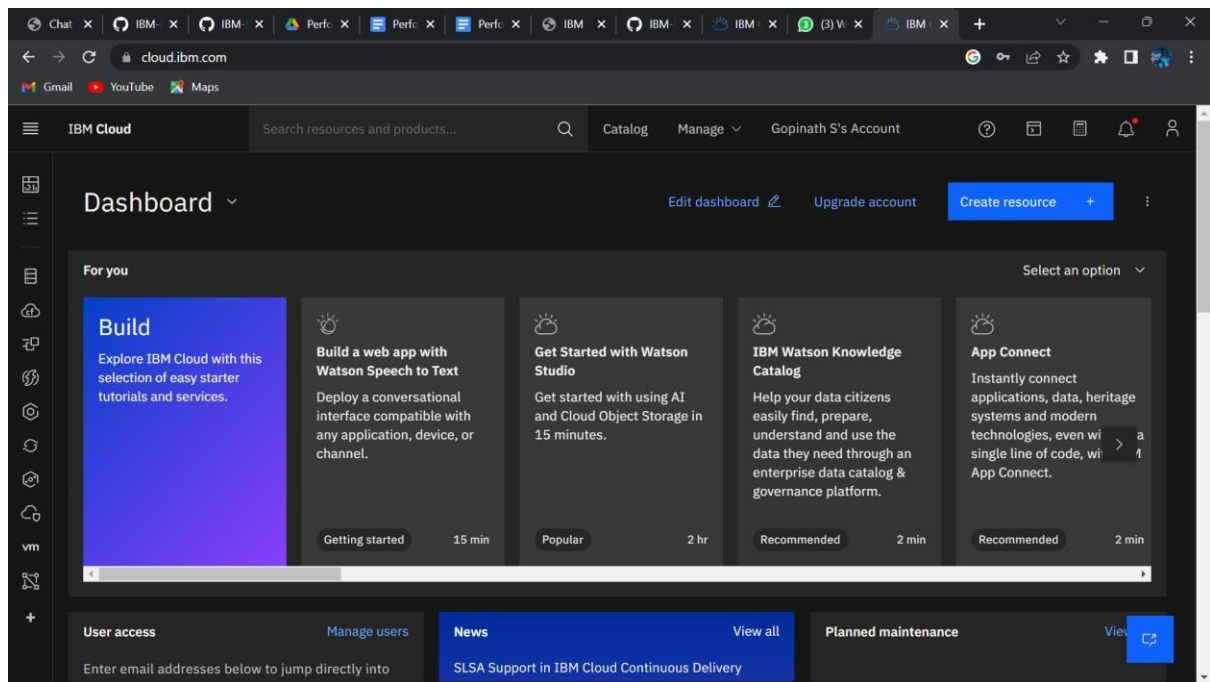 Chat
IBM-
IBM-
Perfo
Perfo
Perfo
IBM
IBM-
IBM
(3) W
IBM
cloud.ibm.com
Gmail
YouTube
Maps
IBM Cloud
Search resources and products...
Catalog
Manage
Gopinath S's Account
Dashboard
Edit dashboard
Upgrade account
Create resource +
For you
Select an option
Build
Explore IBM Cloud with this
selection of easy starter
tutorials and services.
Build a web app with
Watson Speech to Text
Deploy a conversational
interface compatible with
any application, device, or
channel.
Getting started
15 min
Get Started with Watson
Studio
Get started with using AI
and Cloud Object Storage in
15 minutes.
Popular
2 hr
IBM Watson Knowledge
Catalog
Help your data citizens
easily find, prepare,
understand and use the
data they need through an
enterprise data catalog &
governance platform.
Recommended
2 min
App Connect
Instantly connect
applications, data, heritage
systems and modern
technologies, even wi a
single line of code, wi M
App Connect.
Recommended
2 min
vm
User access
Manage users
Enter email addresses below to jump directly into
News
View all
SLSA Support in IBM Cloud Continuous Delivery
Planned maintenance
View